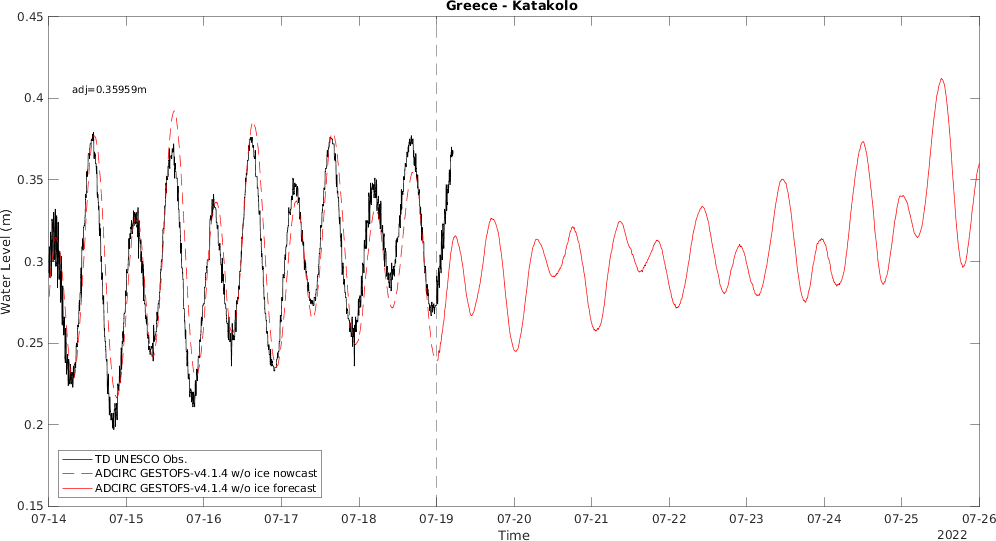 Greece - Katakolo
0.45
0.4
0.35
0.3
0.25
0.2
0.15
Water Level (m)
adj=0.35959m
TD UNESCO Obs.
ADCIRC GESTOFS-v4.1.4 w/o ice nowcast
ADCIRC GESTOFS-v4.1.4 w/o ice forecast
07-14 07-15 07-16 07-17 07-18 07-19 07-20 07-21 07-22 07-23 07-24 07-25 07-26
Time
2022